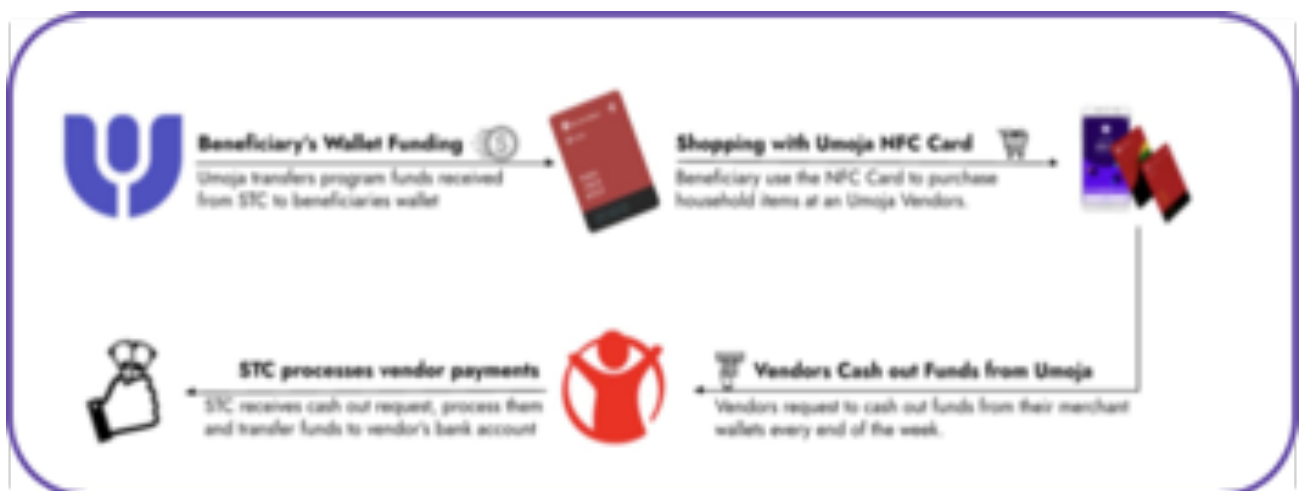 Beneficiary's Wallet Funding
Umoja transfers program funds received
from STC to beneficiaries wallet
Shopping with Umoja NFC Card
Beneficiary use the NFC Card to purchase
household items at an Umoja Vendors.
Vendors Cash out Funds from Umoja
Vendors request to cash out funds from their merchant
wallets every end of the week.
STC processes vendor payments
STC receives cash out request, process them
and transfer funds to vendor's bank account